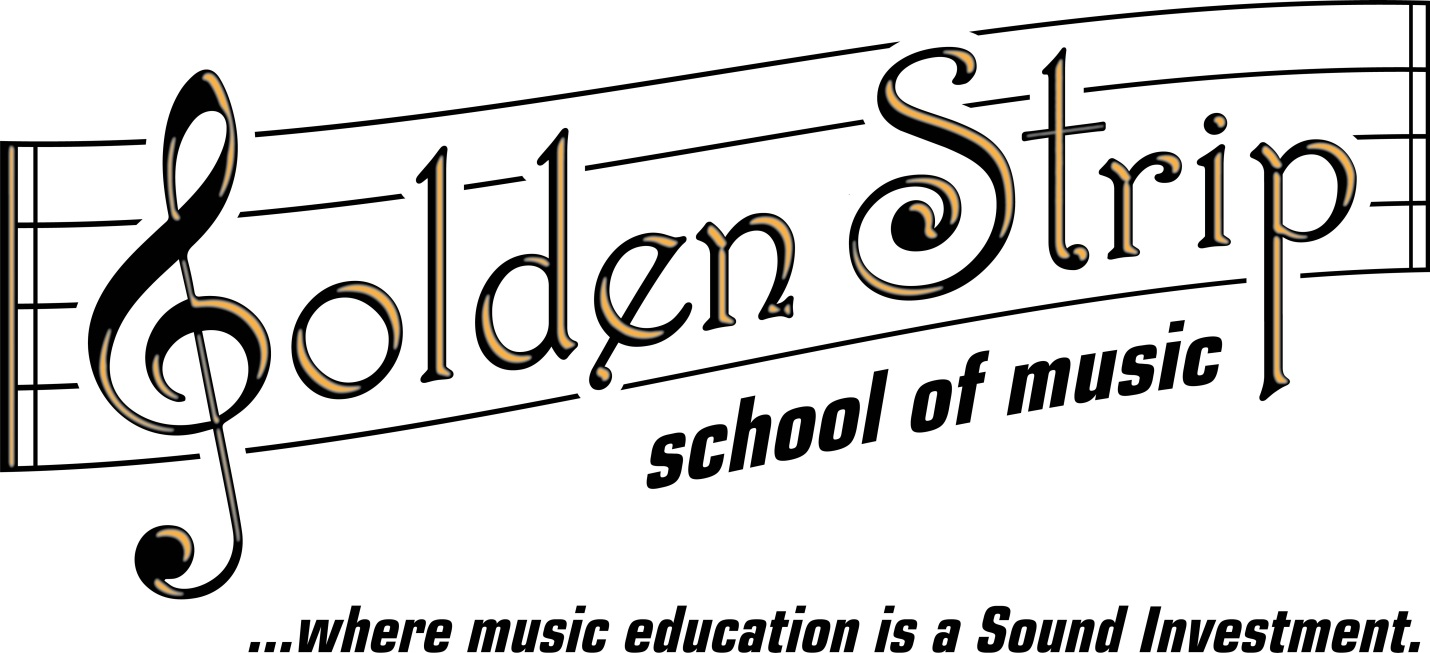 Golden Strip
school of music
...where music education is a Sound Investment.